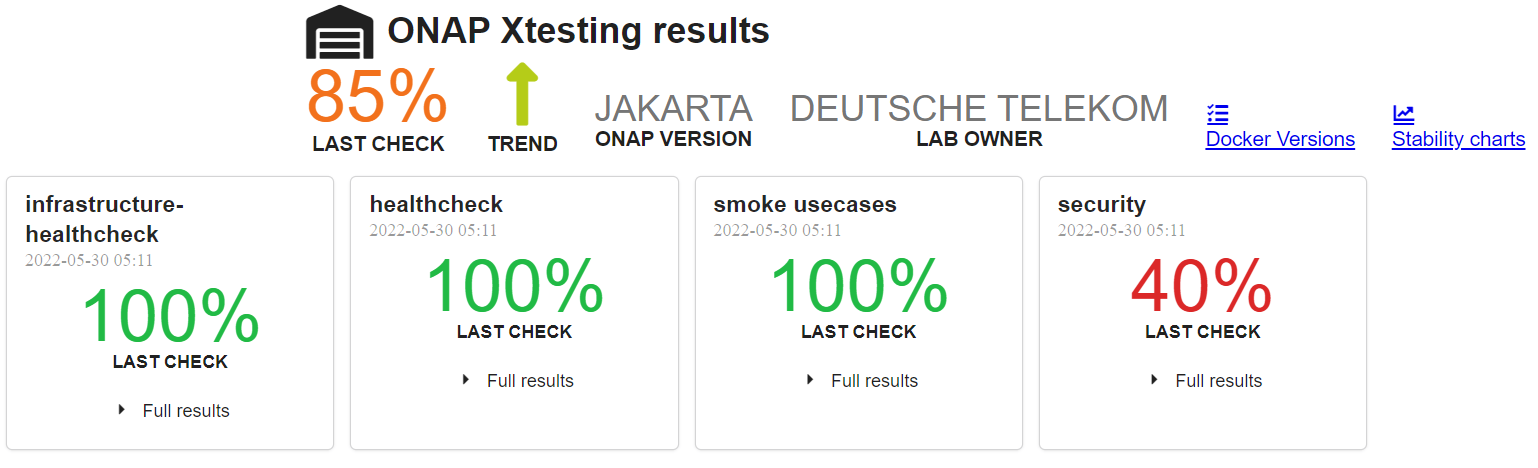 ONAP Xtesting results
85%
LAST CHECK
TREND
JAKARTA
ONAP VERSION
DEUTSCHE TELEKOM
LAB OWNER
Docker Versions
Stability charts
infrastructure-
healthcheck
2022-05-30 05:11
100%
LAST CHECK
Full results
healthcheck
2022-05-30 05:11
100%
LAST CHECK
Full results
smoke usecases
2022-05-30 05:11
100%
LAST CHECK
Full results
security
2022-05-30 05:11
40%
LAST CHECK
Full results